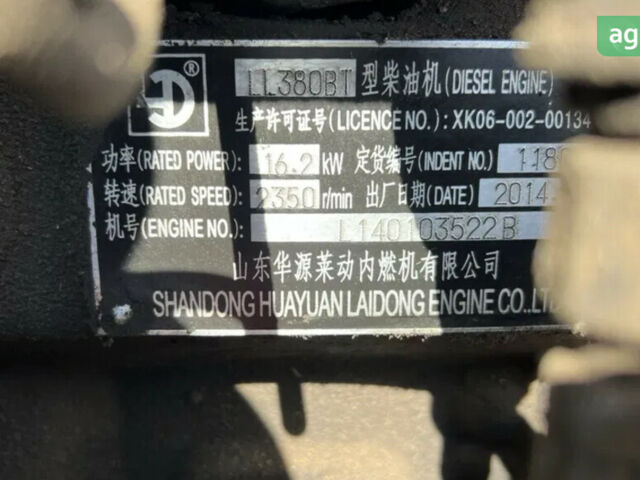 ag
®
LL380BT 型柴油机 (DIESEL ENGINE)
生产许可证号 (LICENCE NO.): XK06-002-00134
功率 (RATED POWER): 16.2 kW 定货编号 (INDENT NO.) 118
转速 (RATED SPEED): 2350 r/min 出厂日期 (DATE) 2014
机号 (ENGINE NO.): L140103522B
山东华源莱动内燃机有限公司
SHANDONG HUAYUAN LAIDONG ENGINE CO.,LTD